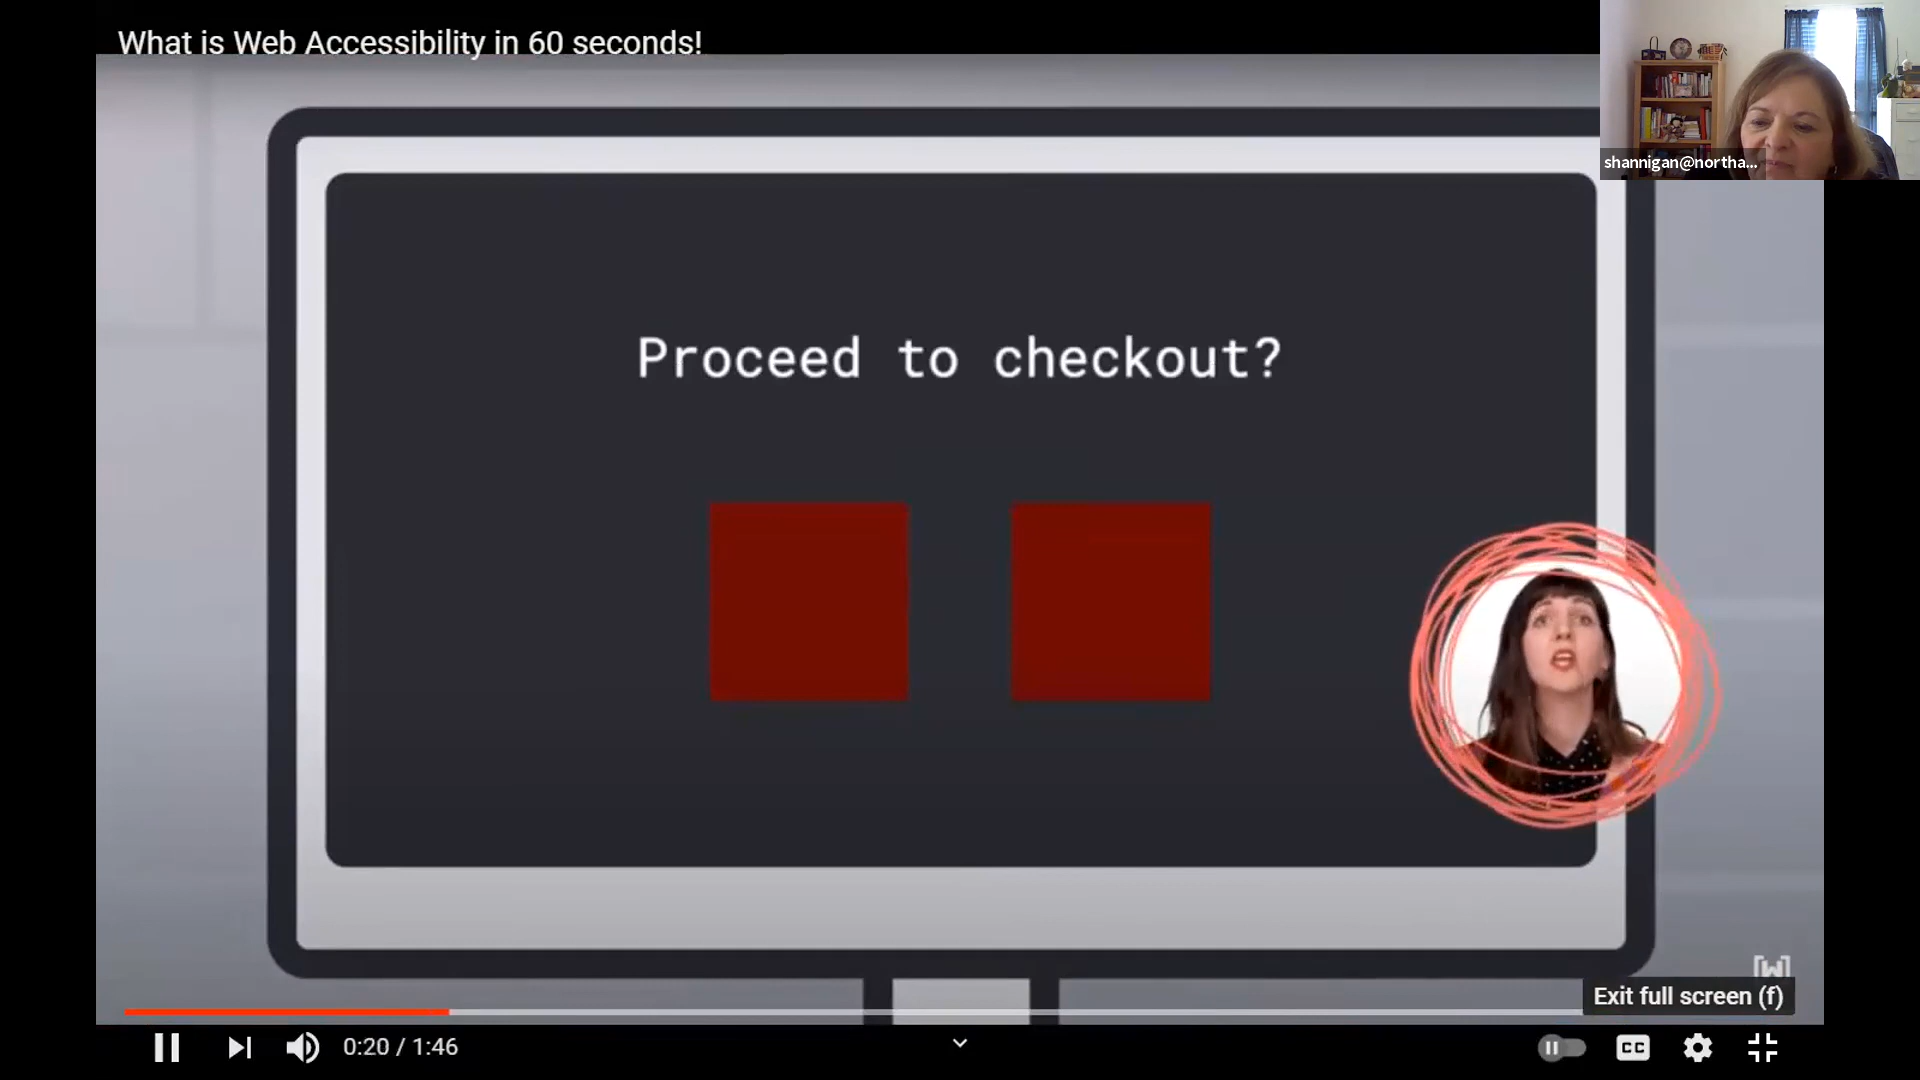 What is Web Accessibility in 60 seconds!
shannigan@northa...
Proceed to checkout?
[W]
Exit full screen (f)
0:20 / 1:46
CC